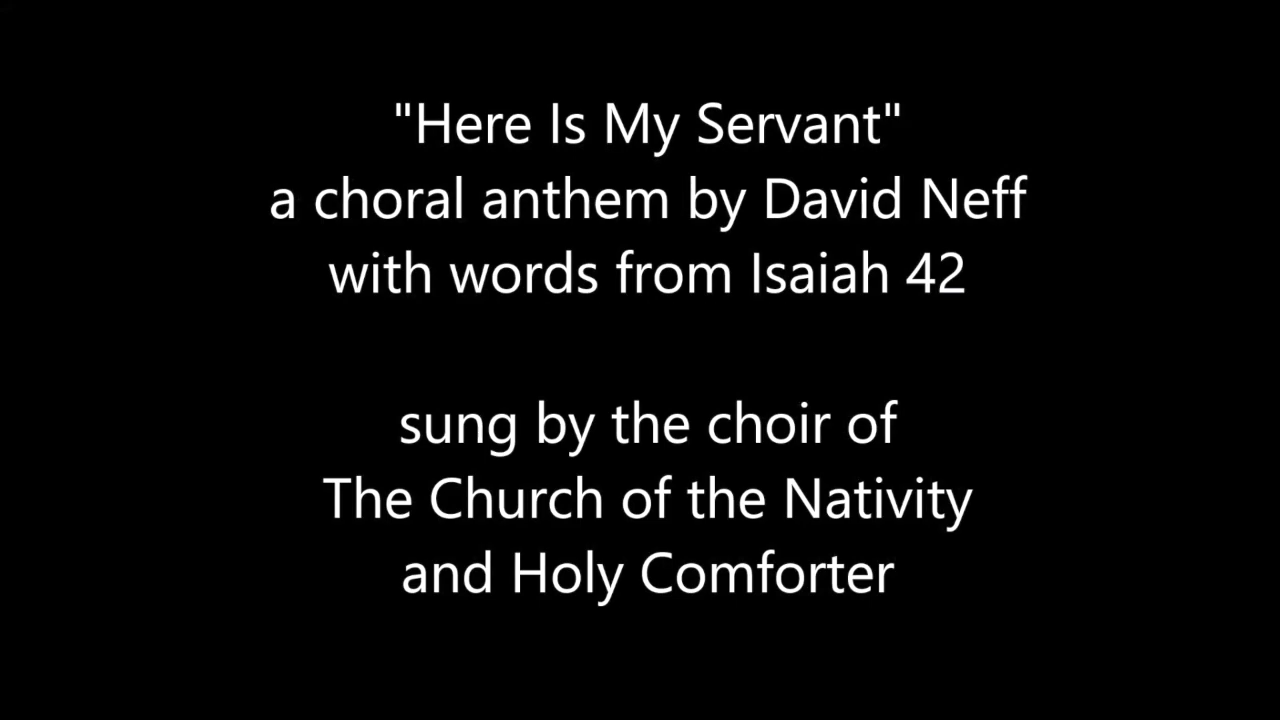 "Here Is My Servant"
a choral anthem by David Neff
with words from Isaiah 42
sung by the choir of
The Church of the Nativity
and Holy Comforter